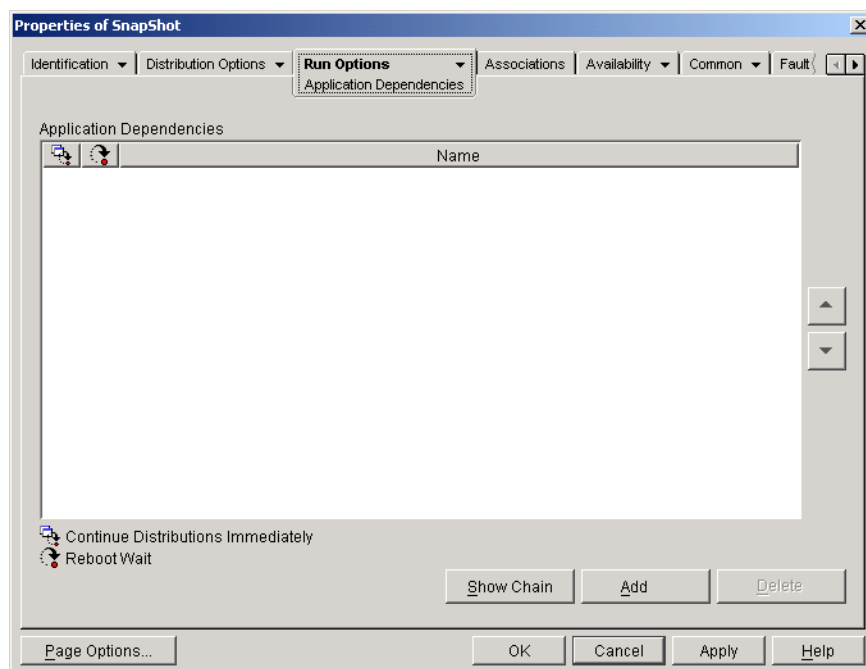 Properties of SnapShot
Identification
Distribution Options
Run Options
Application Dependencies
Associations
Availability
Common
Fault
Application Dependencies
Name
Continue Distributions Immediately
Reboot Wait
Show Chain
Add
Delete
Page Options...
OK
Cancel
Apply
Help